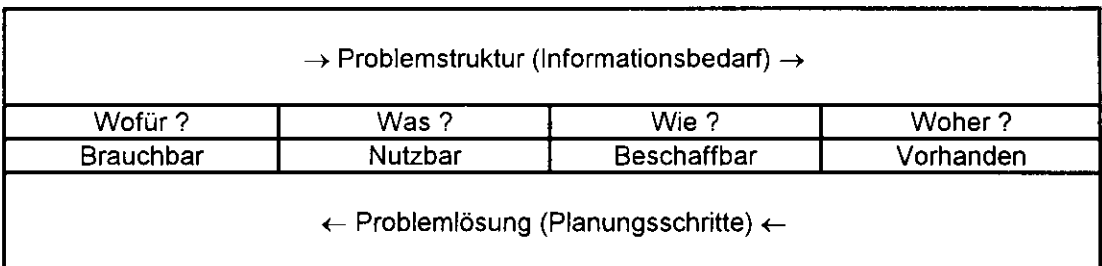 → Problemstruktur (Informationsbedarf) →
Wofür ? Was ? Wie ? Woher ?
Brauchbar Nutzbar Beschaffbar Vorhanden
← Problemlösung (Planungsschritte) ←